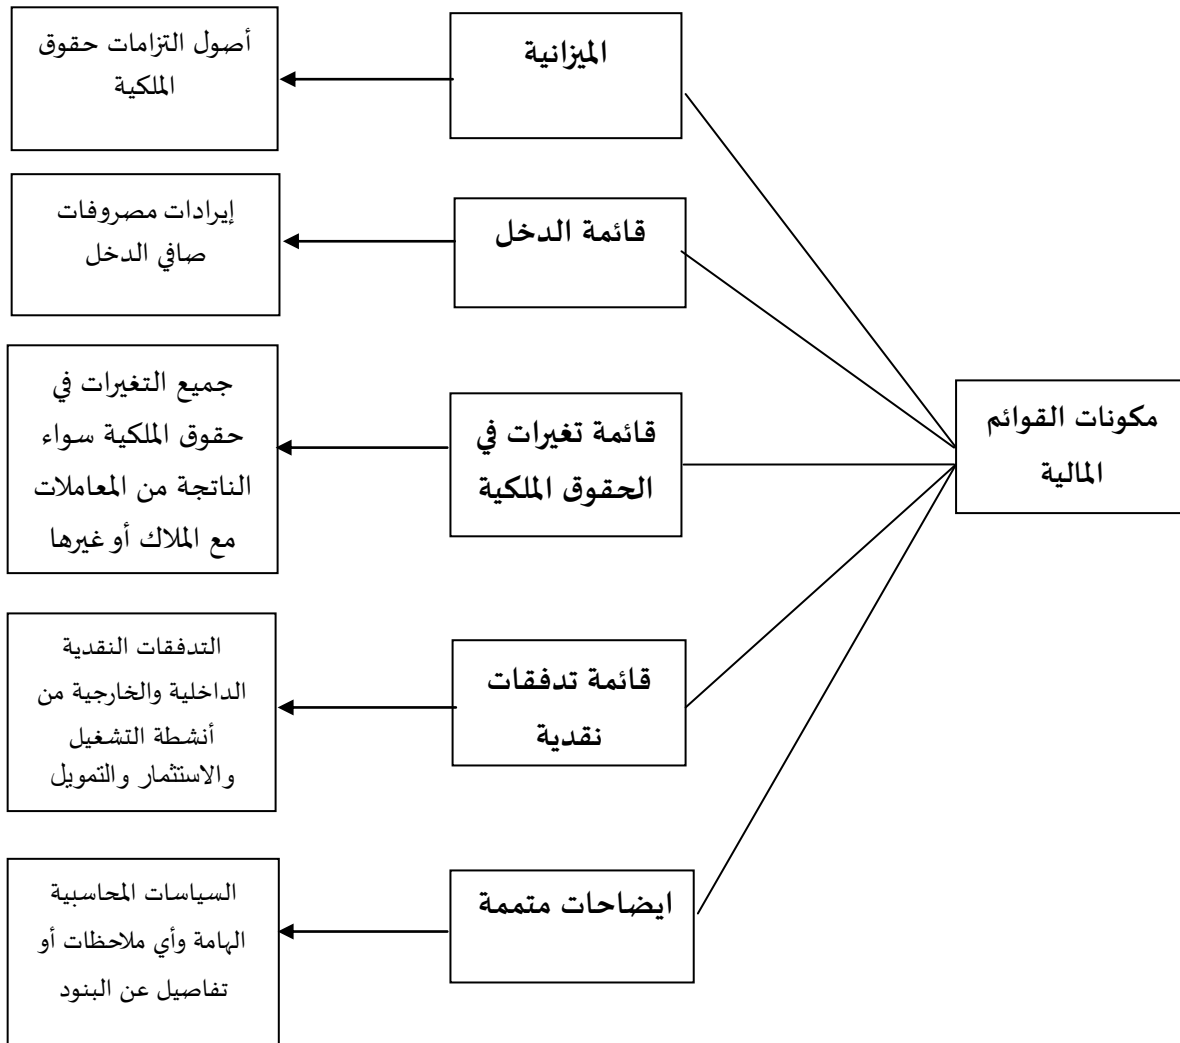 مكونات القوائم
المالية
الميزانية
أصول التزامات حقوق
الملكية
قائمة الدخل
إيرادات مصروفات
صافي الدخل
قائمة تغيرات في
الحقوق الملكية
جميع التغيرات في
حقوق الملكية سواء
الناتجة من المعاملات
مع الملاك أو غيرها
قائمة تدفقات
نقدية
التدفقات النقدية
الداخلية والخارجية من
أنشطة التشغيل
والاستثمار والتمويل
ايضاحات متممة
السياسات المحاسبية
الهامة وأي ملاحظات أو
تفاصيل عن البنود